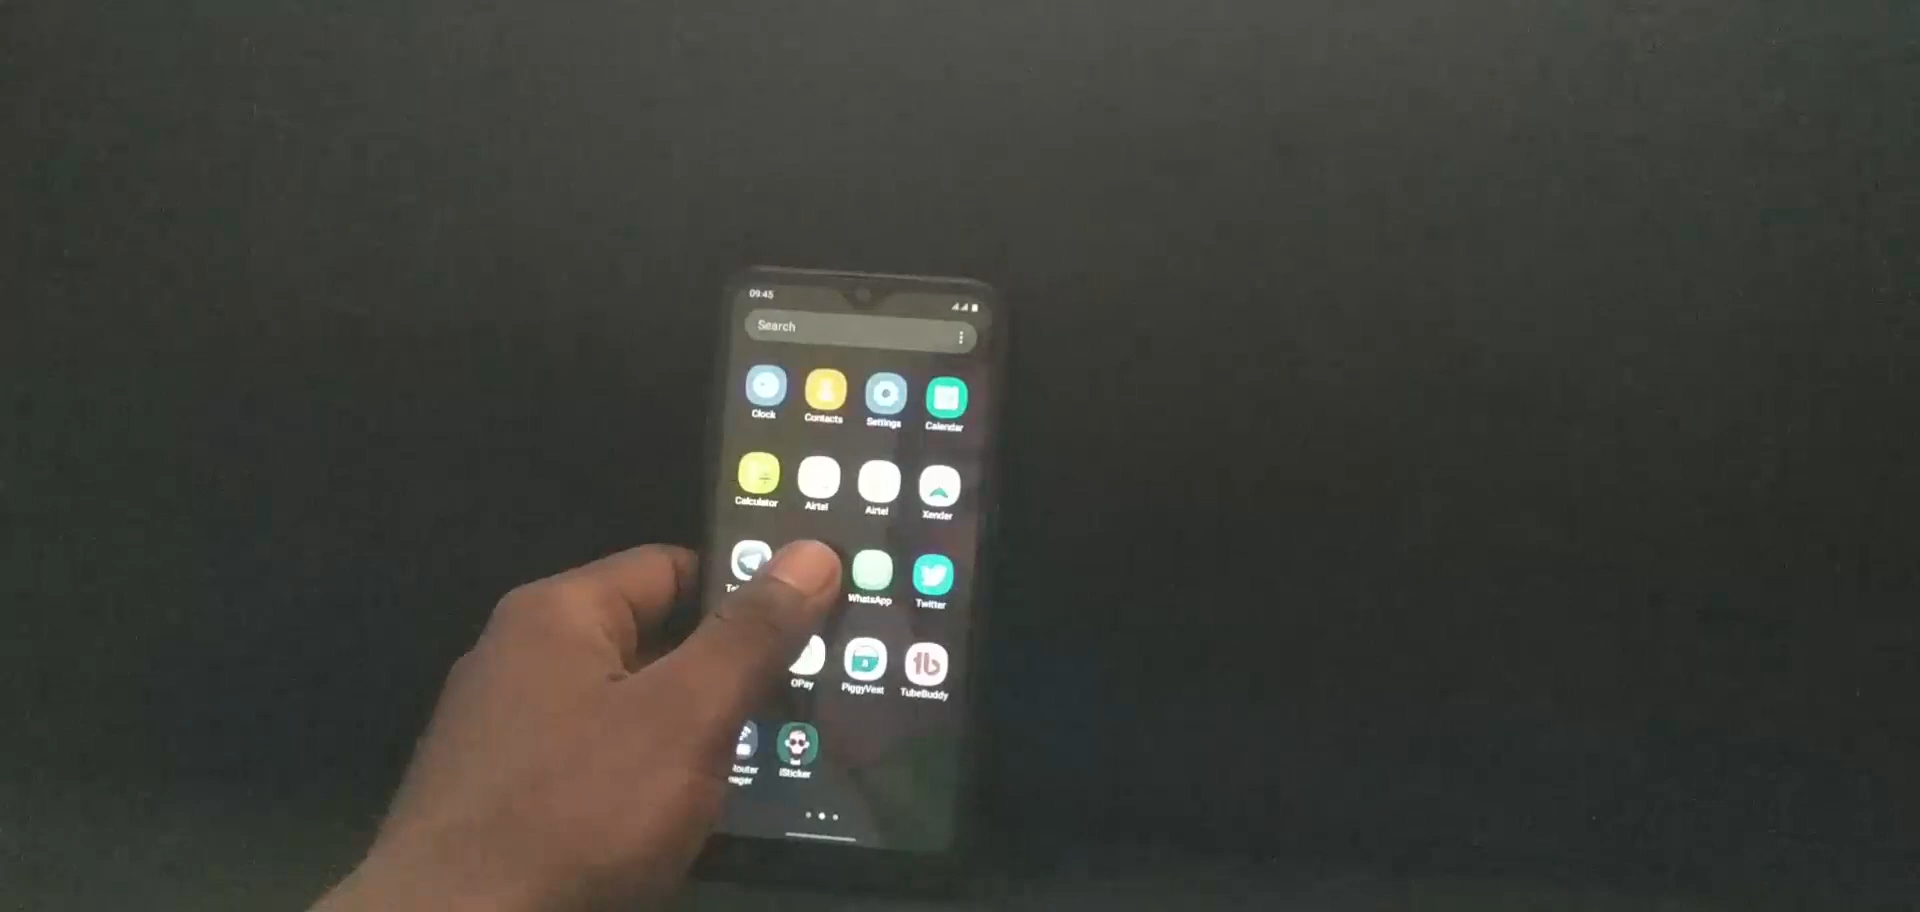 09:45
Search
Clock Contacts Settings Calendar
Calculator Airtel Airtel Xender
WhatsApp Twitter
OPay PiggyVest TubeBuddy
iSticker